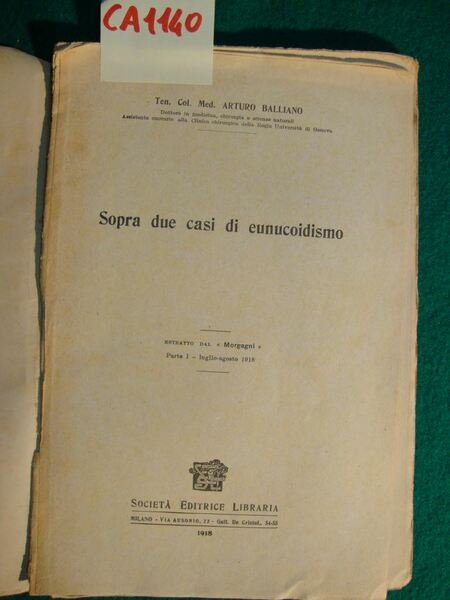 CA1140
Ten. Col. Med. ARTURO BALLIANO
Dottore in medicina, chirurgia e scienze naturali
Assistente onorario alla Clinica chirurgica della Regia Università di Genova
Sopra due casi di eunucoidismo
ESTRATTO DAL « Morgagni »
Parte I - luglio-agosto 1918
SOCIETÀ EDITRICE LIBRARIA
MILANO - VIA AUSONIO, 22 - Gall. De Cristof., 54-55
1918